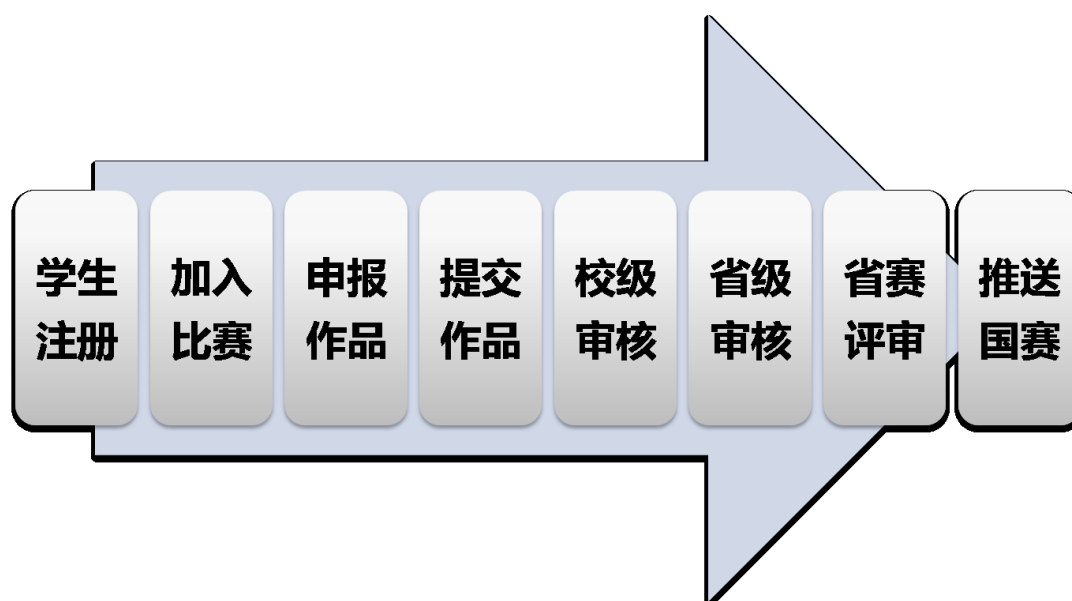 学生
注册
加入
比赛
申报
作品
提交
作品
校级
审核
省级
审核
省赛
评审
推送
国赛